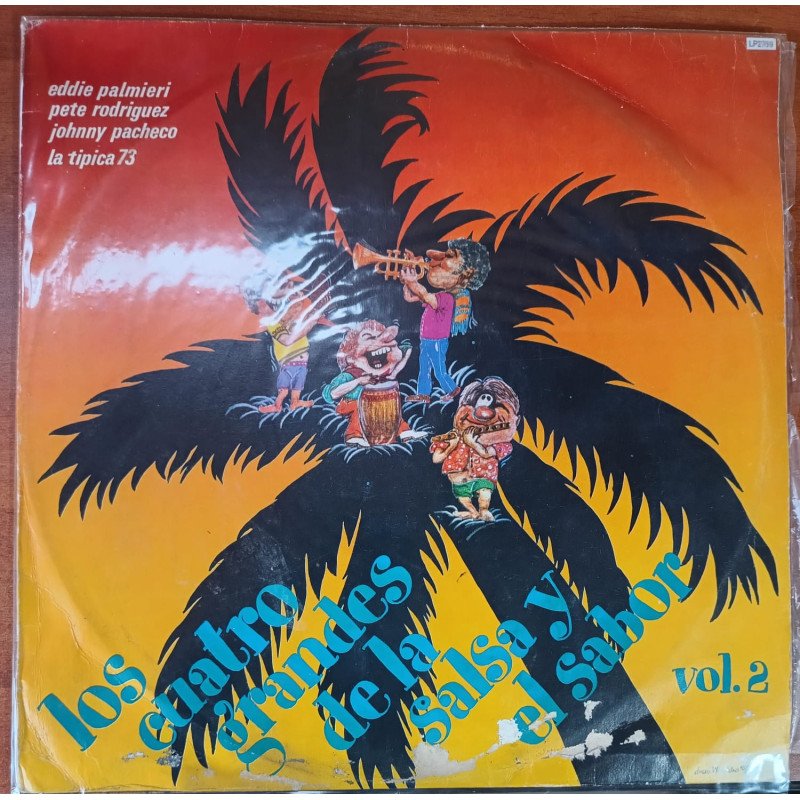 eddie palmieri
pete rodriguez
johnny pacheco
la tipica 73
los
cuatro
grandes
de la
salsa y
el sabor
vol. 2